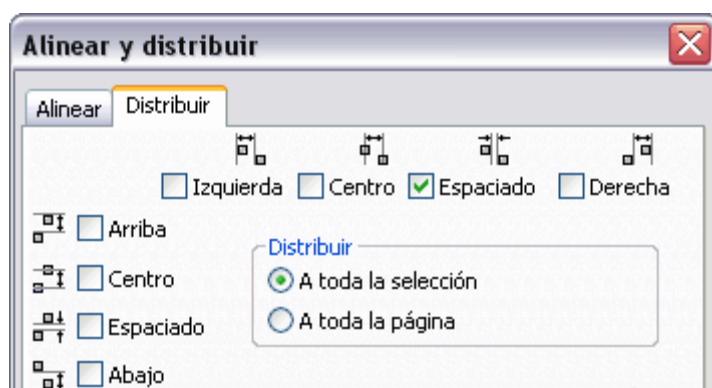 Alinear y distribuir
Alinear Distribuir
Izquierda Centro Espaciado Derecha
Arriba
Distribuir
Centro
A toda la selección
Espaciado
A toda la página
Abajo